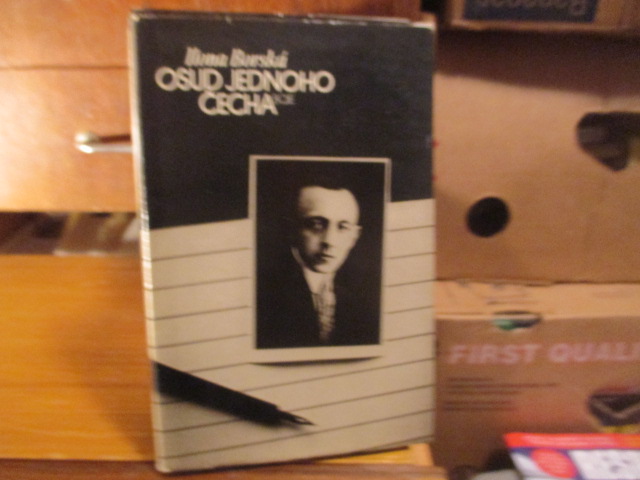 Ilona Borská
OSUD JEDNOHO
ČECHA
FIRST QUALI